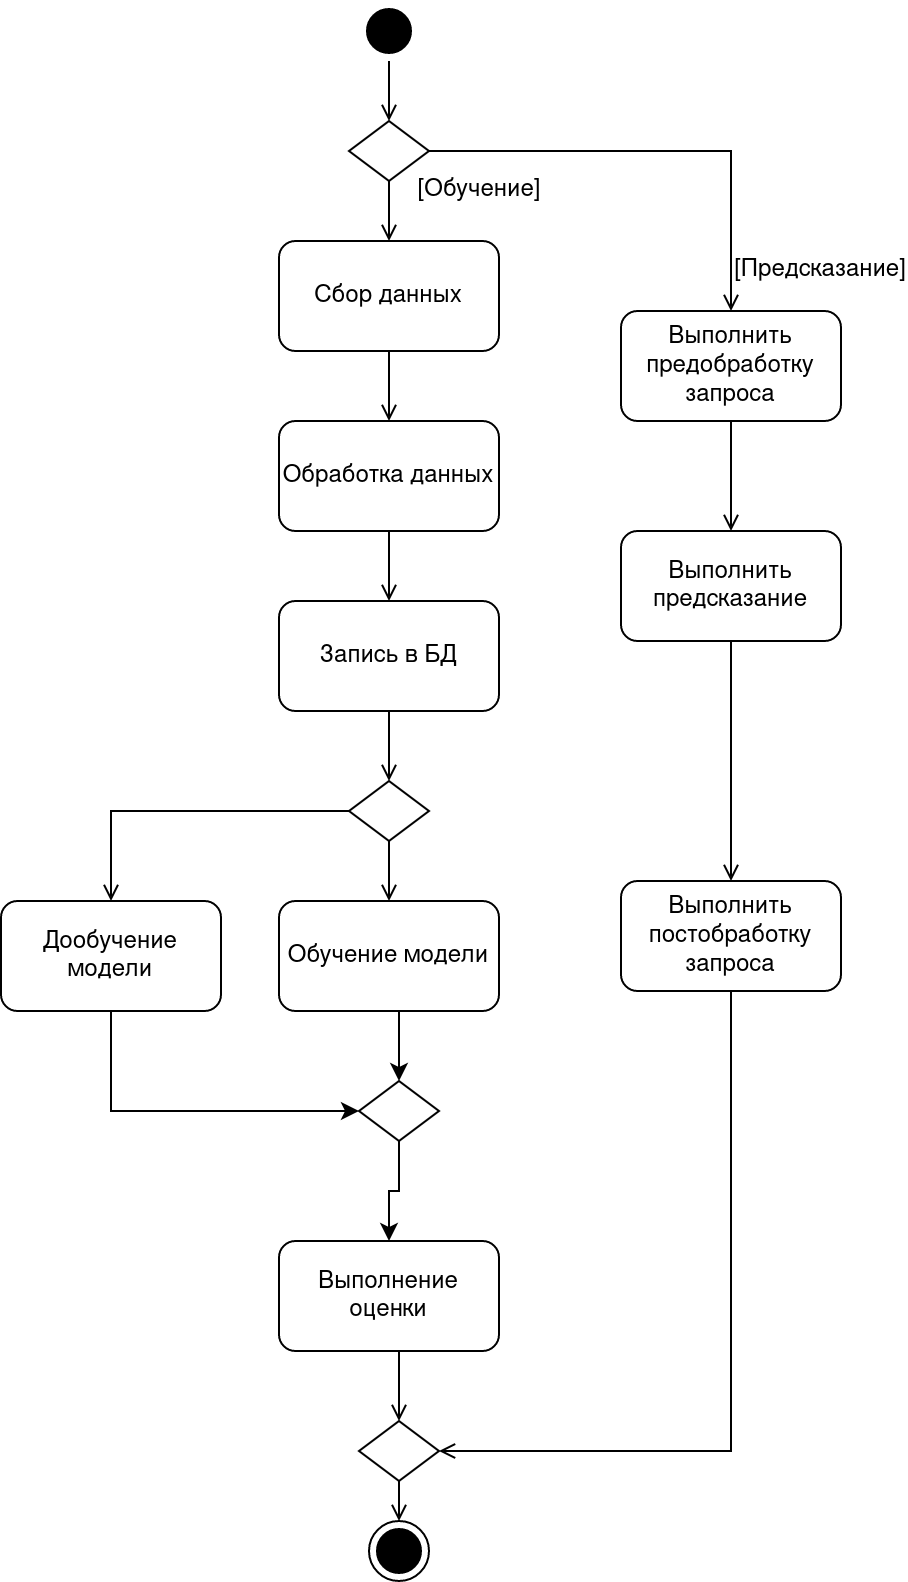 [Обучение]
[Предсказание]
Сбор данных
Выполнить
предобработку
запроса
Обработка данных
Выполнить
предсказание
Запись в БД
Дообучение
модели
Обучение модели
Выполнить
постобработку
запроса
Выполнение
оценки